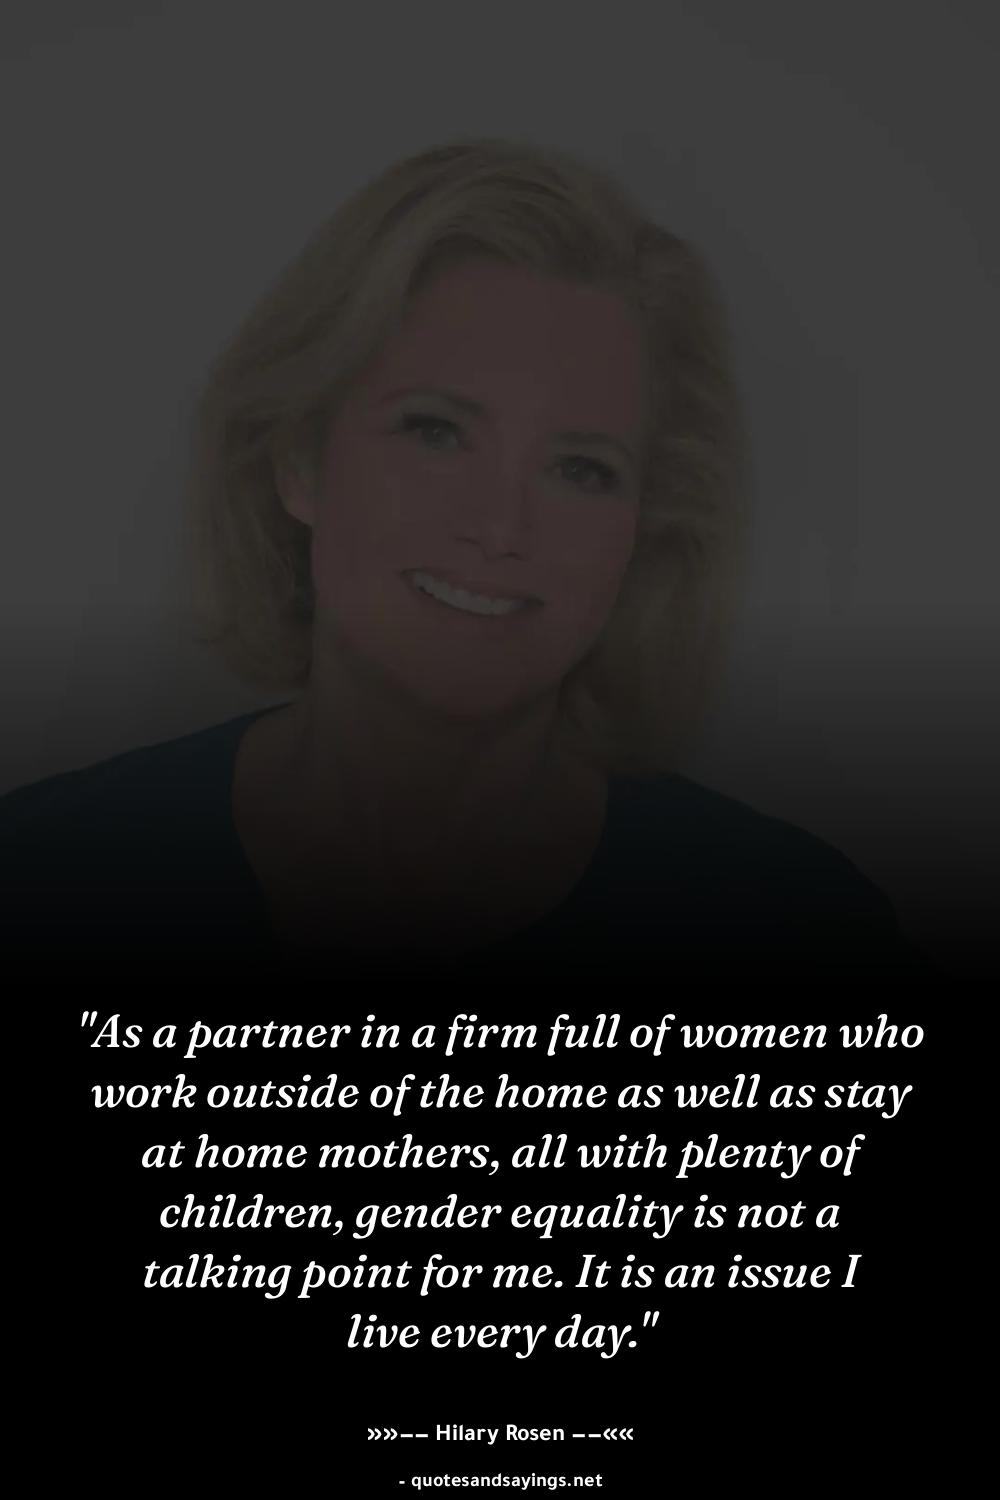 "As a partner in a firm full of women who
work outside of the home as well as stay
at home mothers, all with plenty of
children, gender equality is not a
talking point for me. It is an issue I
live every day."
»»–– Hilary Rosen ––««
- quotesandsayings.net